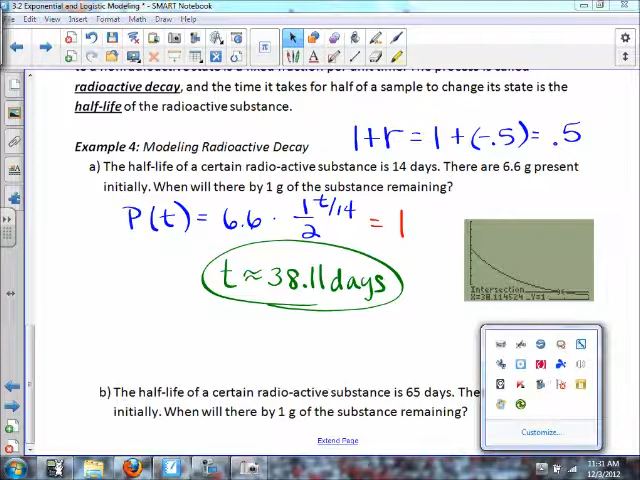 3.2 Exponential and Logistic Modeling * - SMART Notebook
File Edit View Insert Format Tools Math Draw Help
radioactive decay, and the time it takes for half of a sample to change its state is the
half-life of the radioactive substance.
1+r = 1 + (-.5) = .5
Example 4: Modeling Radioactive Decay
a) The half-life of a certain radio-active substance is 14 days. There are 6.6 g present
initially. When will there by 1 g of the substance remaining?
P(t) = 6.6 · 1/2 t/14 = 1
t ≈ 38.11 days
Intersection
X=38.114524 Y=1
b) The half-life of a certain radio-active substance is 65 days. The
initially. When will there by 1 g of the substance remaining?
Customize...
Extend Page
11:31 AM
12/3/2012